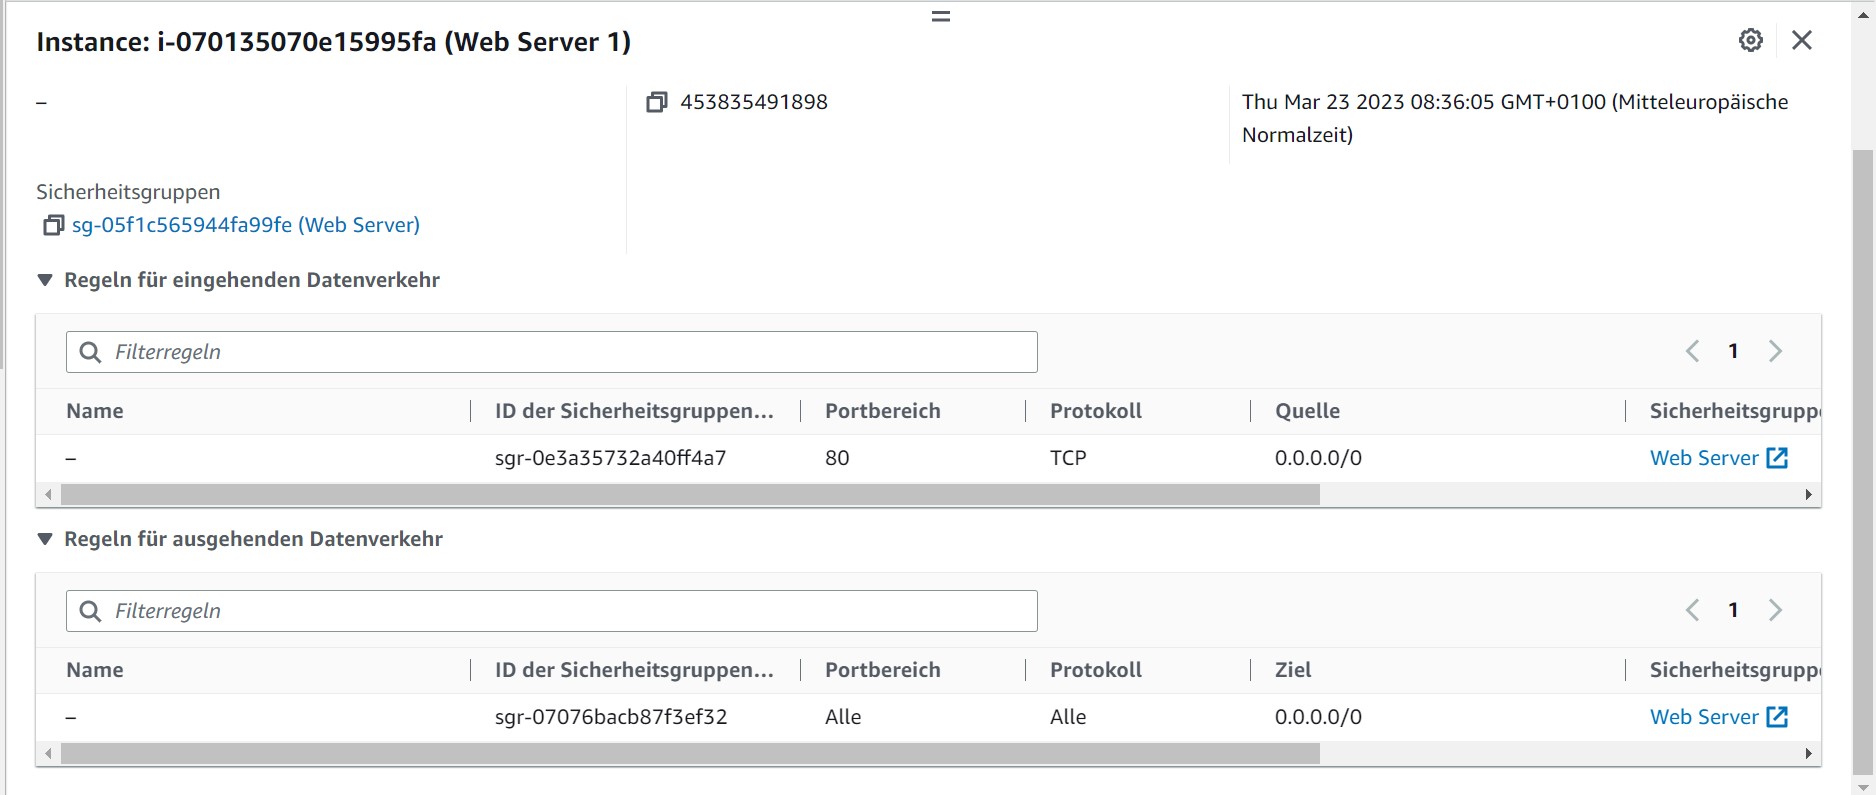 Instance: i-070135070e15995fa (Web Server 1)
–
453835491898
Thu Mar 23 2023 08:36:05 GMT+0100 (Mitteleuropäische
Normalzeit)
Sicherheitsgruppen
sg-05f1c565944fa99fe (Web Server)
Regeln für eingehenden Datenverkehr
Filterregeln
1
Name ID der Sicherheitsgruppen... Portbereich Protokoll Quelle Sicherheitsgruppe
– sgr-0e3a35732a40ff4a7 80 TCP 0.0.0.0/0 Web Server
Regeln für ausgehenden Datenverkehr
Filterregeln
1
Name ID der Sicherheitsgruppen... Portbereich Protokoll Ziel Sicherheitsgruppe
– sgr-07076bacb87f3ef32 Alle Alle 0.0.0.0/0 Web Server